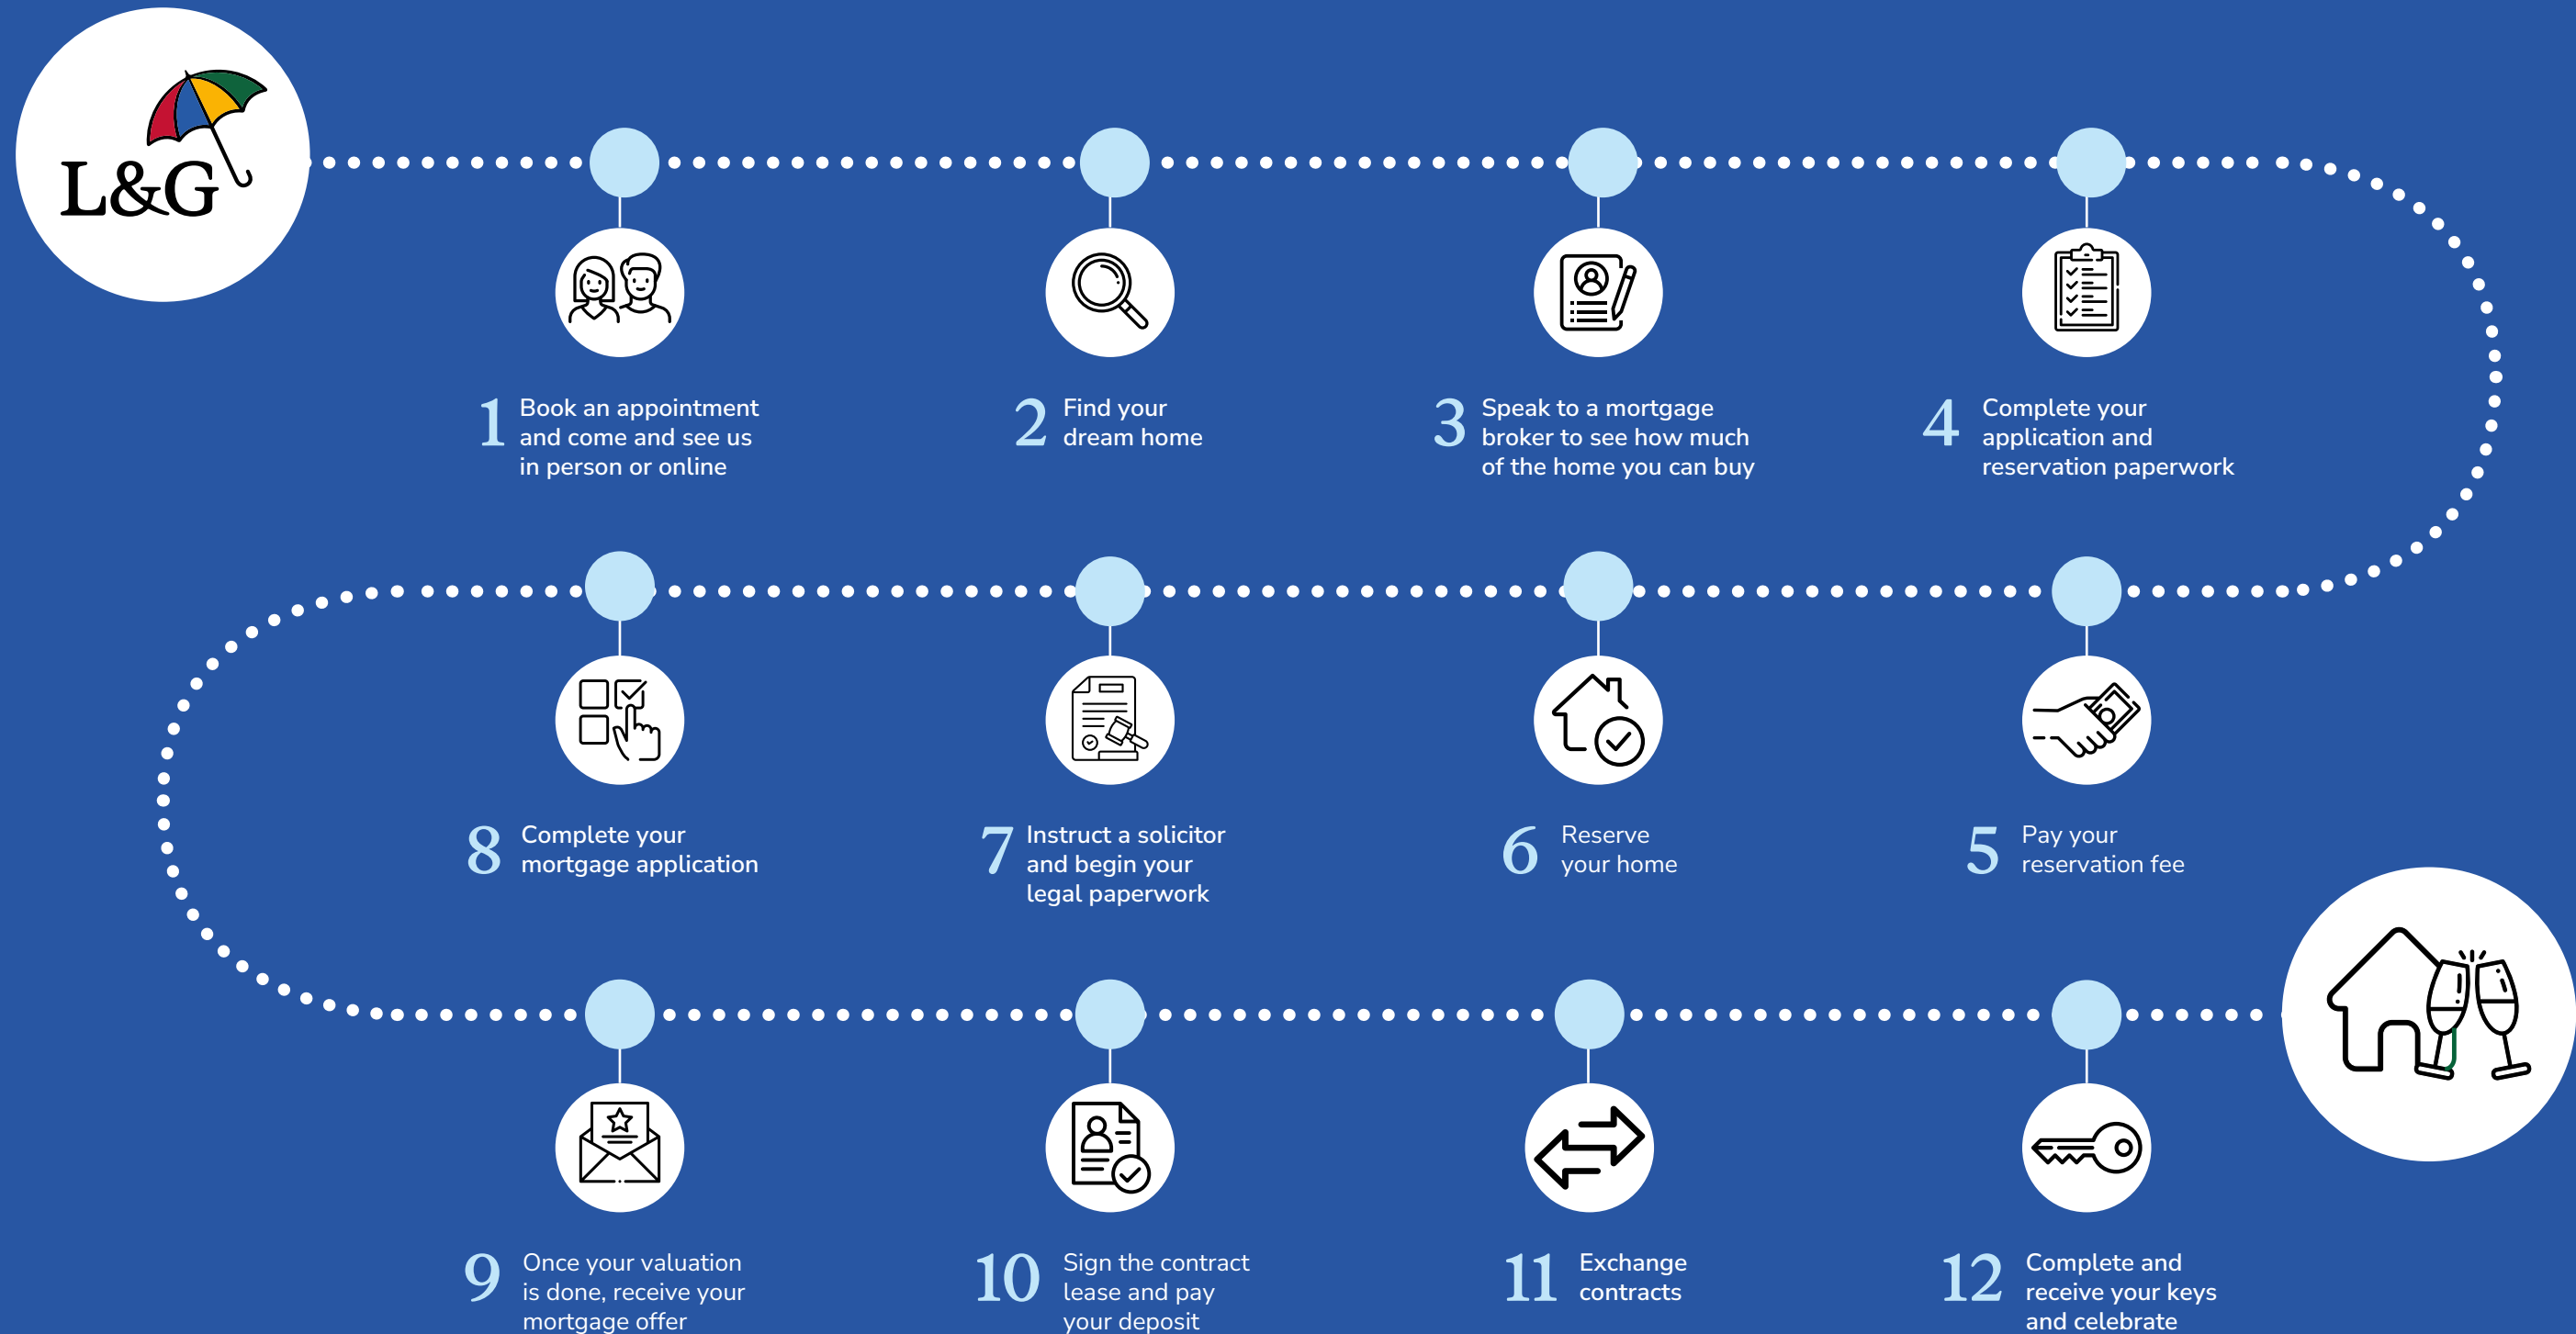 L&G
1
Book an appointment
and come and see us
in person or online
2
Find your
dream home
3
Speak to a mortgage
broker to see how much
of the home you can buy
4
Complete your
application and
reservation paperwork
5
Pay your
reservation fee
6
Reserve
your home
7
Instruct a solicitor
and begin your
legal paperwork
8
Complete your
mortgage application
9
Once your valuation
is done, receive your
mortgage offer
10
Sign the contract
lease and pay
your deposit
11
Exchange
contracts
12
Complete and
receive your keys
and celebrate